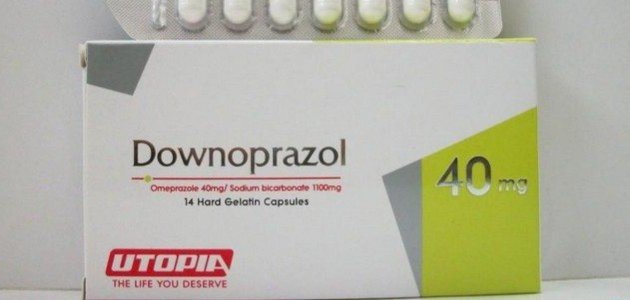 Downoprazol
40 mg
Omeprazole 40mg/ Sodium bicarbonate 1100mg
14 Hard Gelatin Capsules
UTOPIA
THE LIFE YOU DESERVE